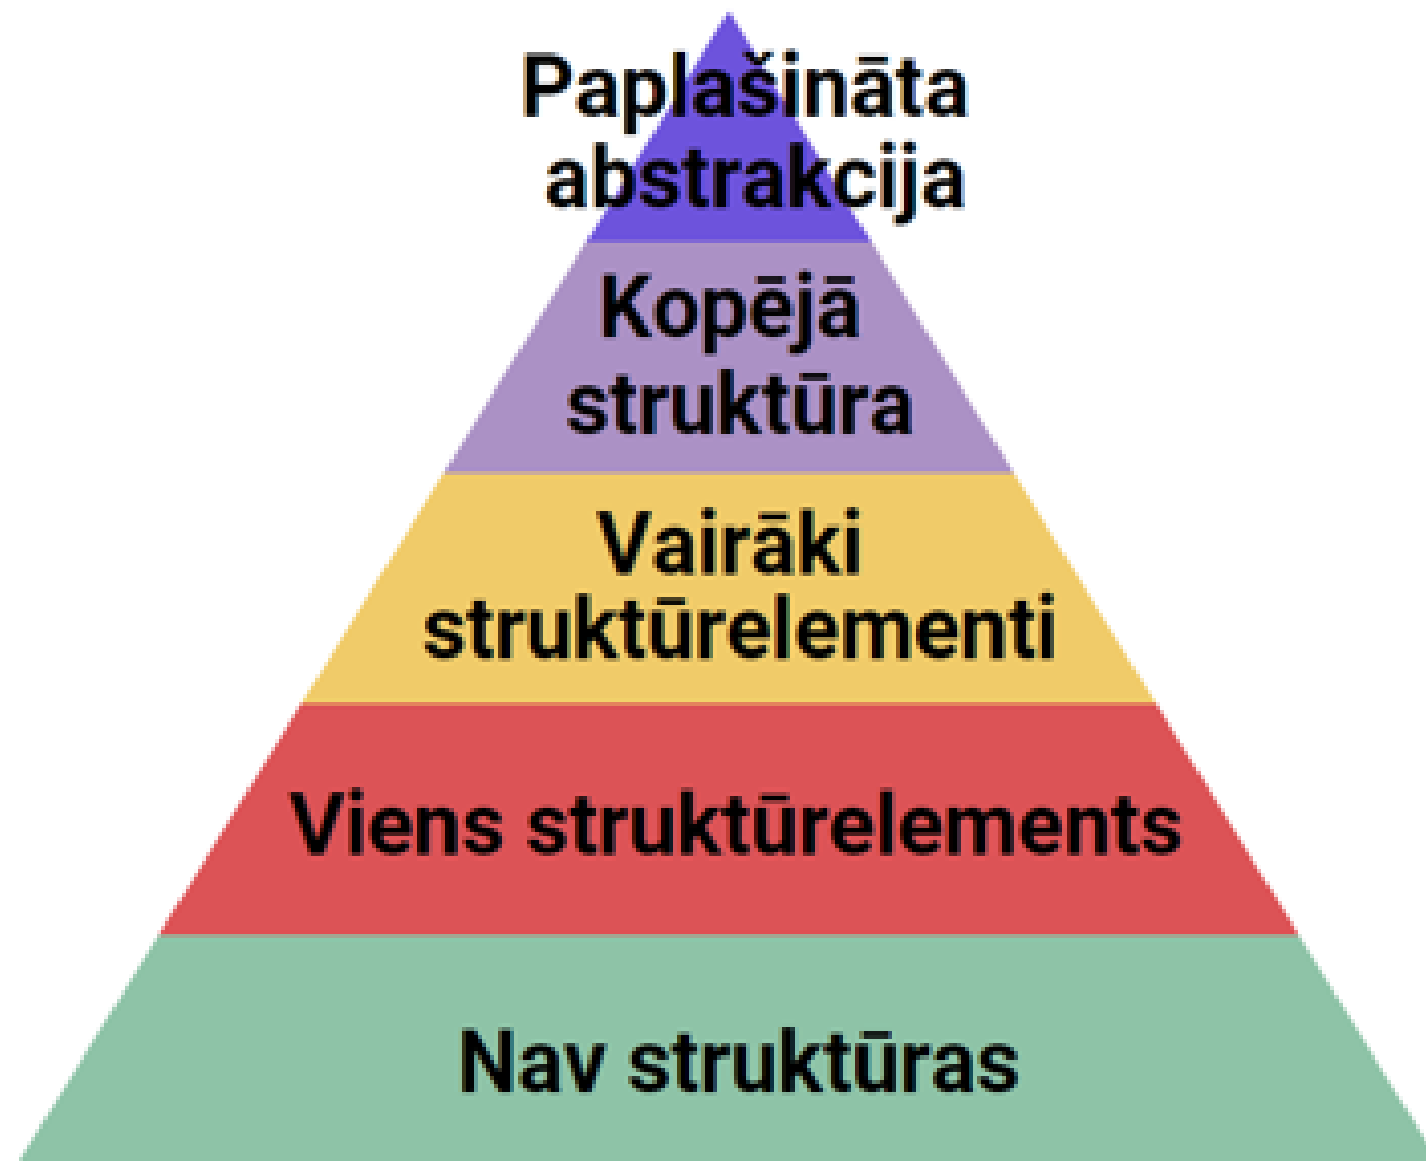 Paplašināta
abstrakcija
Kopējā
struktūra
Vairāki
struktūrelementi
Viens struktūrelements
Nav struktūras